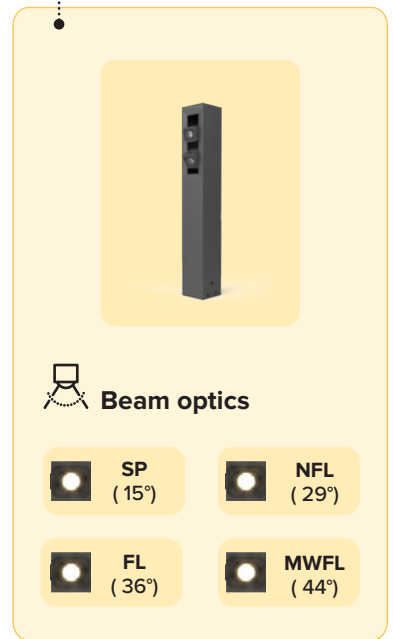 Beam optics
SP
( 15°)
NFL
( 29°)
FL
( 36°)
MWFL
( 44°)